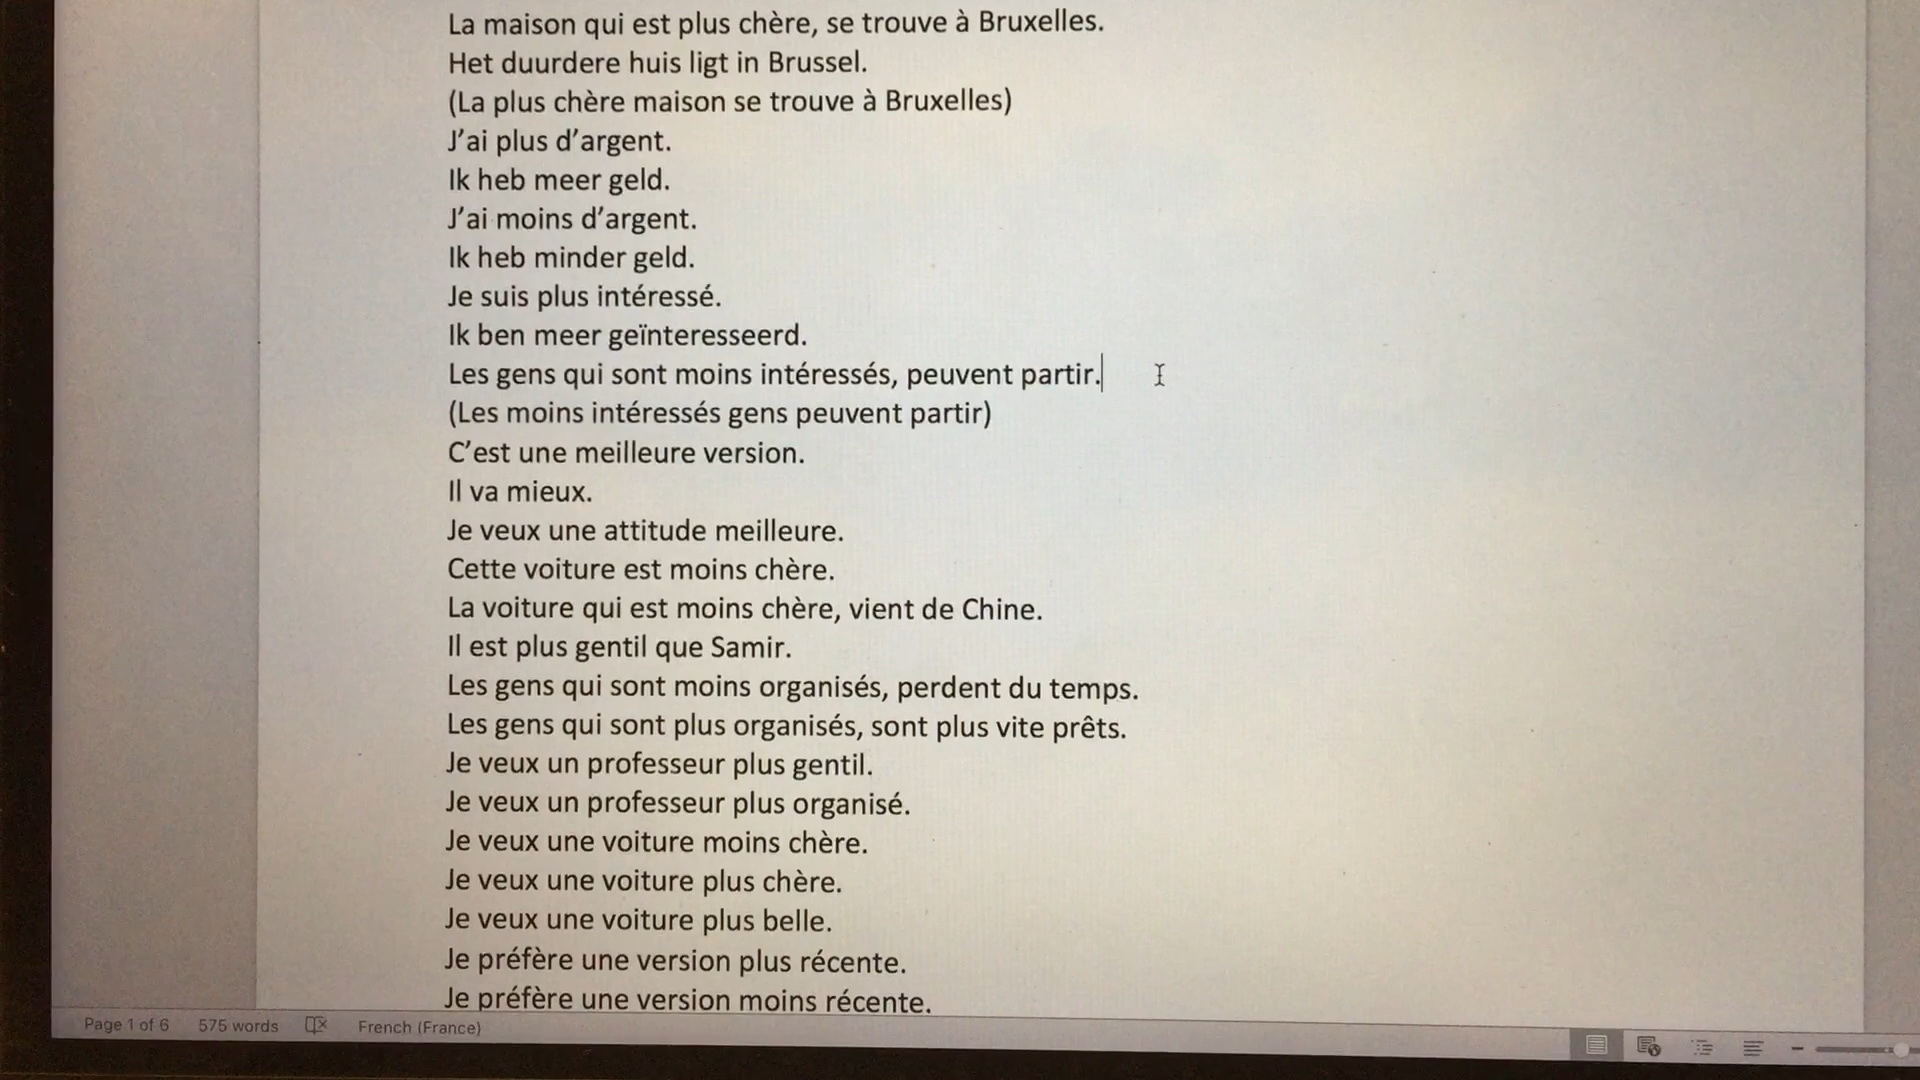 La maison qui est plus chère, se trouve à Bruxelles.
Het duurdere huis ligt in Brussel.
(La plus chère maison se trouve à Bruxelles)
J’ai plus d’argent.
Ik heb meer geld.
J’ai moins d’argent.
Ik heb minder geld.
Je suis plus intéressé.
Ik ben meer geïnteresseerd.
Les gens qui sont moins intéressés, peuvent partir.
(Les moins intéressés gens peuvent partir)
C’est une meilleure version.
Il va mieux.
Je veux une attitude meilleure.
Cette voiture est moins chère.
La voiture qui est moins chère, vient de Chine.
Il est plus gentil que Samir.
Les gens qui sont moins organisés, perdent du temps.
Les gens qui sont plus organisés, sont plus vite prêts.
Je veux un professeur plus gentil.
Je veux un professeur plus organisé.
Je veux une voiture moins chère.
Je veux une voiture plus chère.
Je veux une voiture plus belle.
Je préfère une version plus récente.
Je préfère une version moins récente.
Page 1 of 6 575 words French (France)